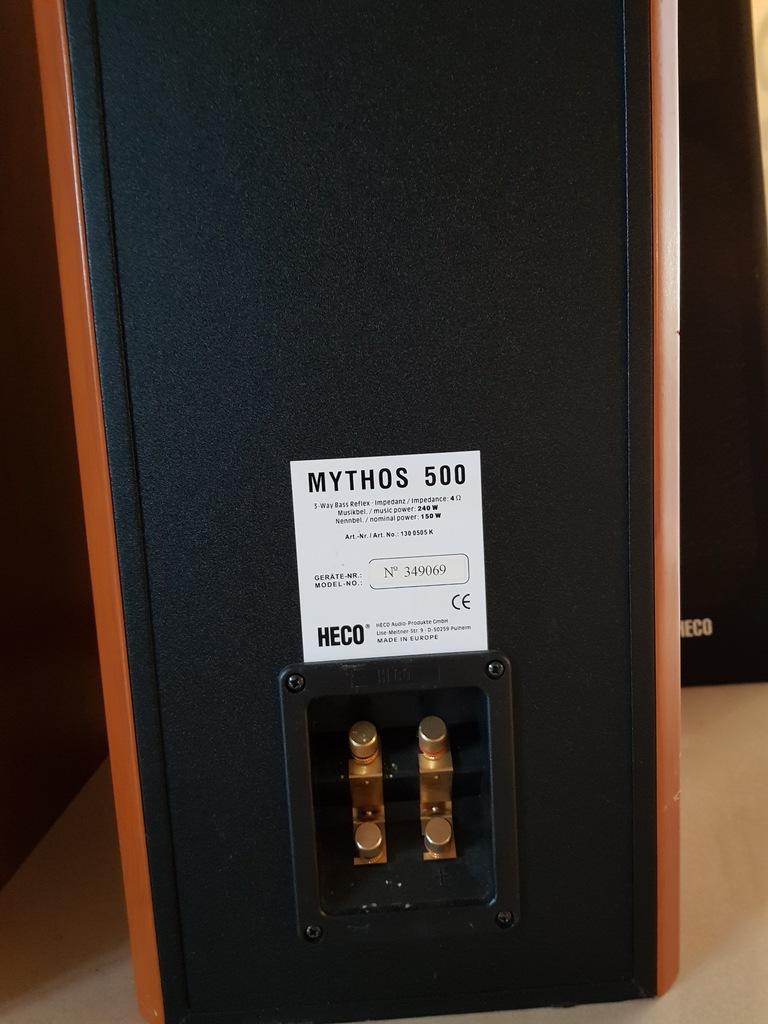 MYTHOS 500
3-Way Bass Reflex - Impedanz / Impedance: 4 Ω
Musikbel. / music power: 240 W
Nennbel. / nominal power: 150 W
Art.-Nr. / Art. No.: 130 0505 K
GERÄTE-NR.:
MODEL-NO.:
Nº 349069
CE
HECO®
HECO Audio-Produkte GmbH
Lise-Meitner-Str. 9 · D-50259 Pulheim
MADE IN EUROPE
HECO
HECO
+